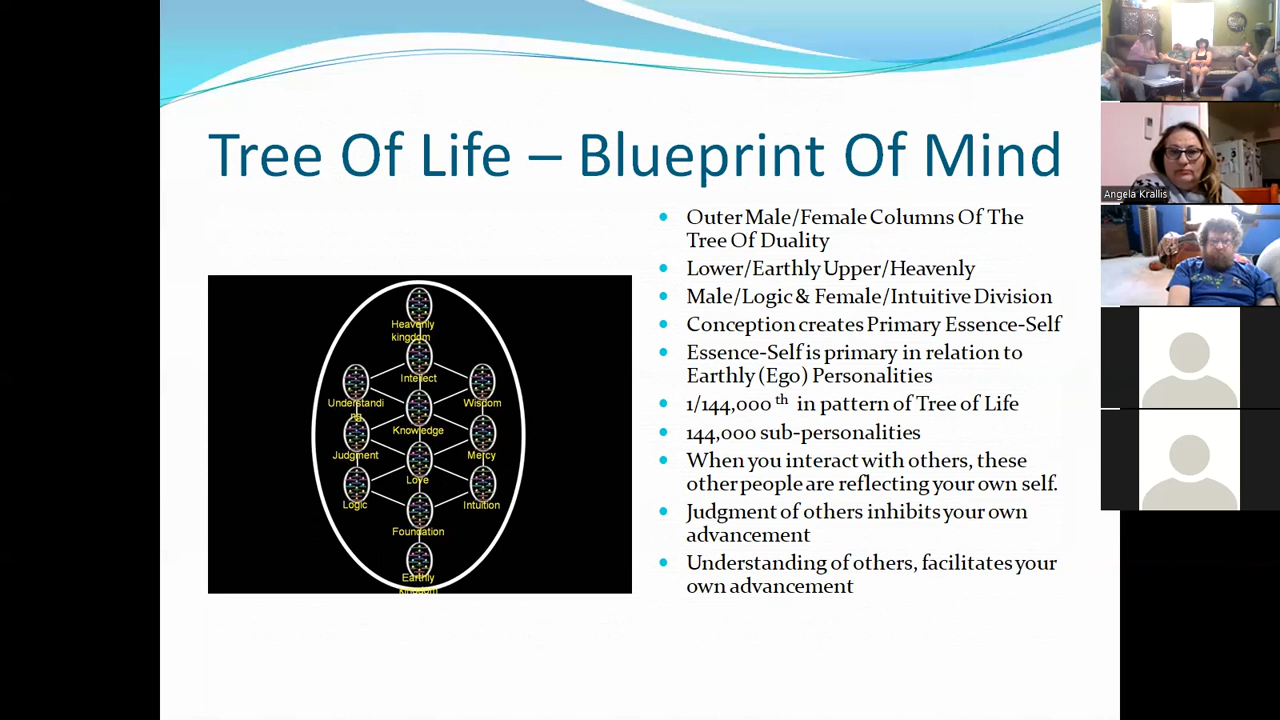 Tree Of Life – Blueprint Of Mind
Heavenly
kingdom
Intellect
Understandi
ng
Wisdom
Knowledge
Judgment
Mercy
Love
Logic
Intuition
Foundation
Earthly
kingdom
Outer Male/Female Columns Of The
Tree Of Duality
Lower/Earthly Upper/Heavenly
Male/Logic & Female/Intuitive Division
Conception creates Primary Essence-Self
Essence-Self is primary in relation to
Earthly (Ego) Personalities
1/144,000 th in pattern of Tree of Life
144,000 sub-personalities
When you interact with others, these
other people are reflecting your own self.
Judgment of others inhibits your own
advancement
Understanding of others, facilitates your
own advancement
Angela Krallis